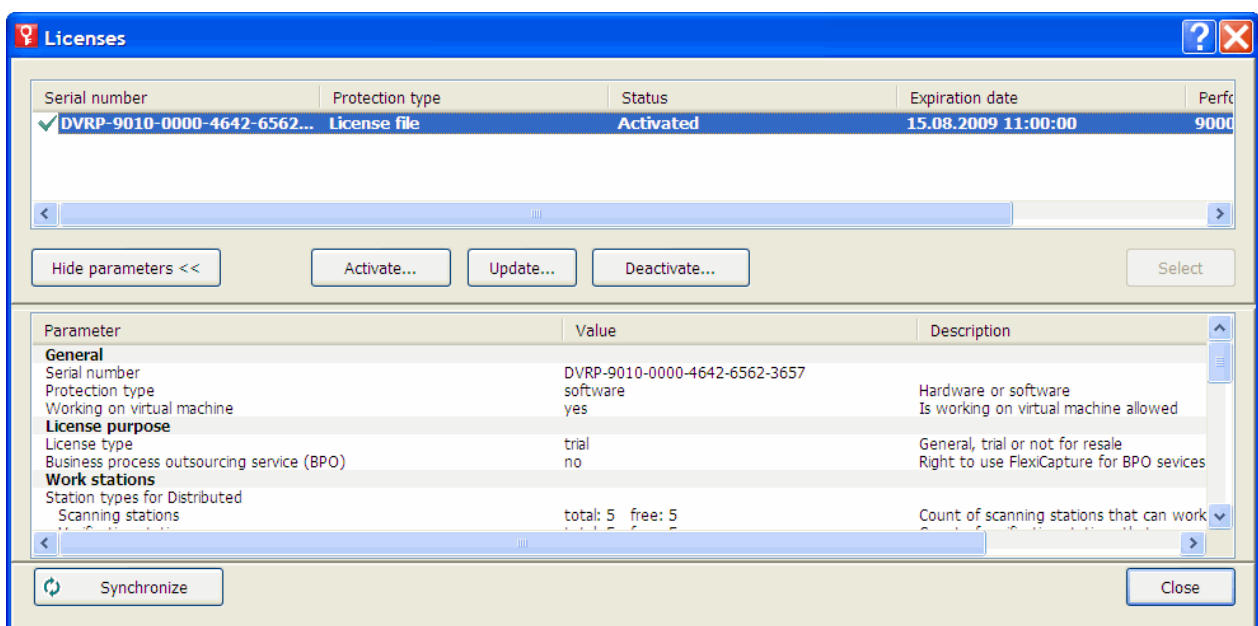 Licenses
Serial number Protection type Status Expiration date Perfo
DVRP-9010-0000-4642-6562... License file Activated 15.08.2009 11:00:00 9000
Hide parameters << Activate... Update... Deactivate... Select
Parameter Value Description
General
Serial number DVRP-9010-0000-4642-6562-3657
Protection type software Hardware or software
Working on virtual machine yes Is working on virtual machine allowed
License purpose
License type trial General, trial or not for resale
Business process outsourcing service (BPO) no Right to use FlexiCapture for BPO sevices
Work stations
Station types for Distributed
Scanning stations total: 5 free: 5 Count of scanning stations that can work
Synchronize Close